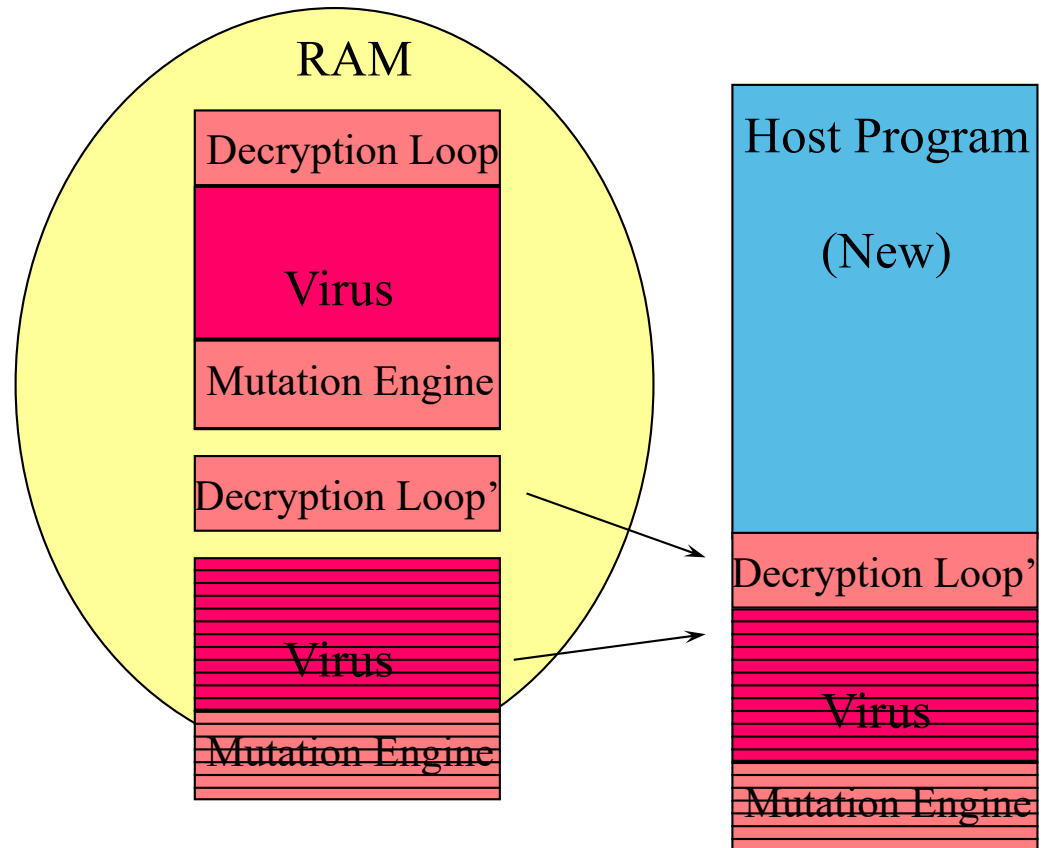 RAM
Decryption Loop
Virus
Mutation Engine
Decryption Loop’
Virus
Mutation Engine
Host Program
(New)
Decryption Loop’
Virus
Mutation Engine